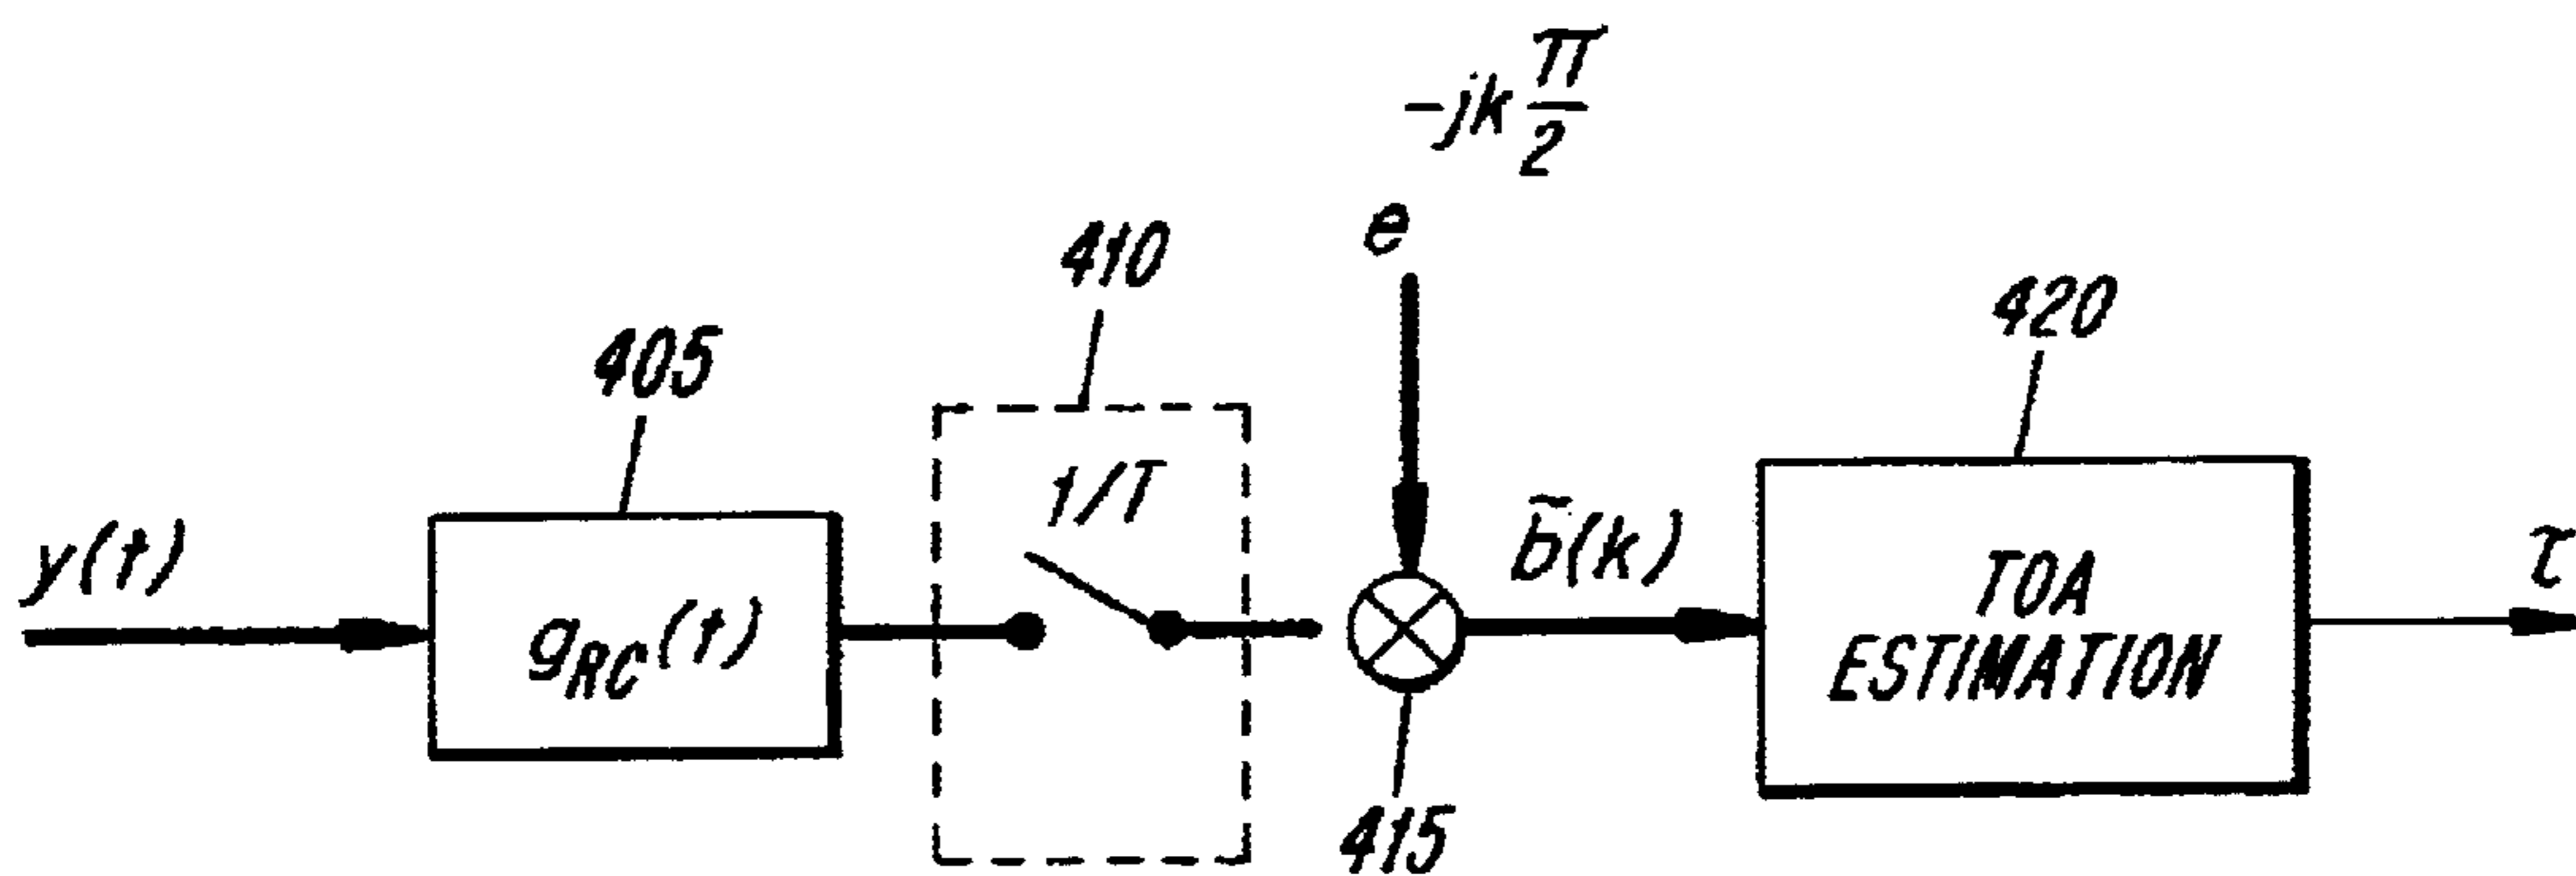 -jk π/2
e
410
420
405
1/T
y(t)
b̃(k)
TOA
τ
g_RC(t)
ESTIMATION
415